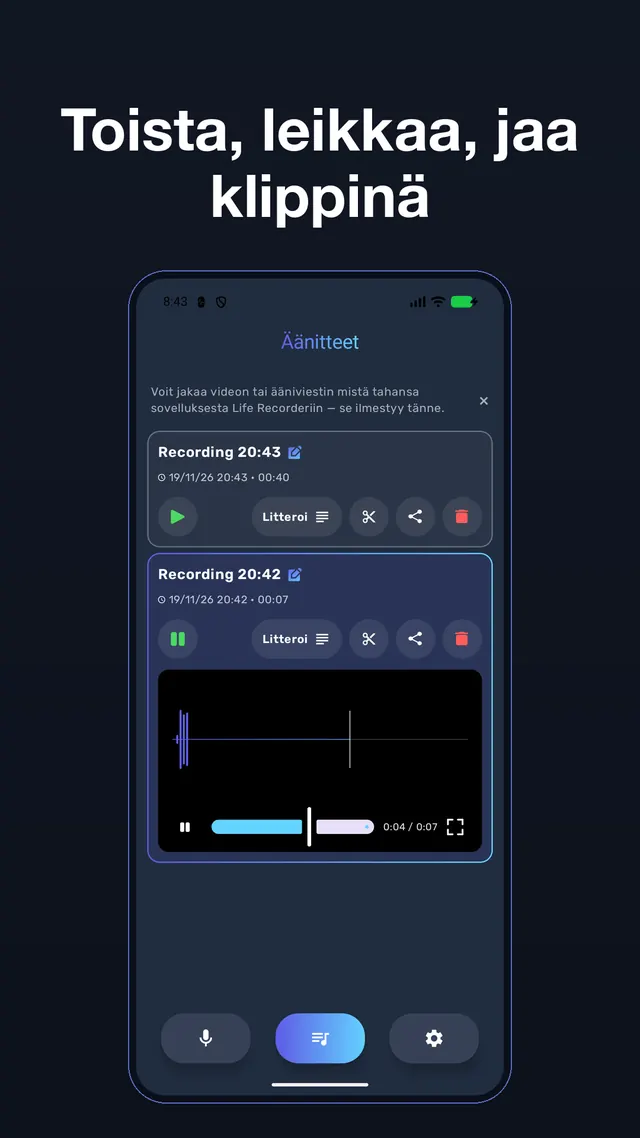 Toista, leikkaa, jaa
klippinä
8:43
Äänitteet
Voit jakaa videon tai ääniviestin mistä tahansa
sovelluksesta Life Recorderiin — se ilmestyy tänne.
Recording 20:43
19/11/26 20:43 • 00:40
Litteroi
Recording 20:42
19/11/26 20:42 • 00:07
Litteroi
0:04 / 0:07